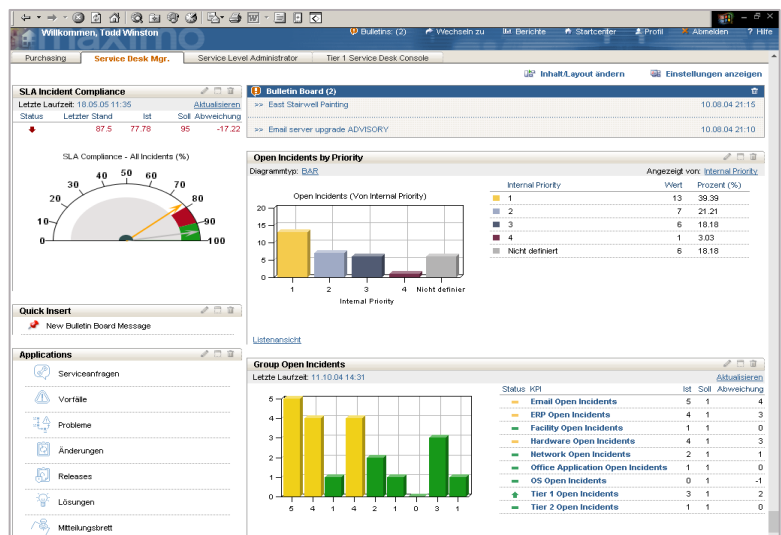 Willkommen, Todd Winston
Bulletins: (2)
Wechseln zu
Berichte
Startcenter
Profil
Abmelden
? Hilfe
maximo
Purchasing
Service Desk Mgr.
Service Level Administrator
Tier 1 Service Desk Console
Inhalt/Layout ändern
Einstellungen anzeigen
SLA Incident Compliance
Letzte Laufzeit: 18.05.05 11:35 Aktualisieren
Status Letzter Stand Ist Soll Abweichung
87.5 77.78 95 -17.22
SLA Compliance - All Incidents (%)
0 10 20 30 40 50 60 70 80 90 100
Quick Insert
New Bulletin Board Message
Applications
Serviceanfragen
Vorfälle
Probleme
Änderungen
Releases
Lösungen
Mitteilungsbrett
Bulletin Board (2)
>> East Stairwell Painting 10.08.04 21:15
>> Email server upgrade ADVISORY 10.08.04 21:10
Open Incidents by Priority
Diagrammtyp: BAR Angezeigt von: Internal Priority
Open Incidents (Von Internal Priority)
20
15
10
5
0
1 2 3 4 Nicht definier
Internal Priority
Internal Priority Wert Prozent (%)
1 13 39.39
2 7 21.21
3 6 18.18
4 1 3.03
Nicht definiert 6 18.18
Listenansicht
Group Open Incidents
Letzte Laufzeit: 11.10.04 14:31 Aktualisieren
5
4
3
2
1
0
5 4 1 4 2 1 0 3 1
Status KPI Ist Soll Abweichung
Email Open Incidents 5 1 4
ERP Open Incidents 4 1 3
Facility Open Incidents 1 1 0
Hardware Open Incidents 4 1 3
Network Open Incidents 2 1 1
Office Application Open Incidents 1 1 0
OS Open Incidents 0 1 -1
Tier 1 Open Incidents 3 1 2
Tier 2 Open Incidents 1 1 0